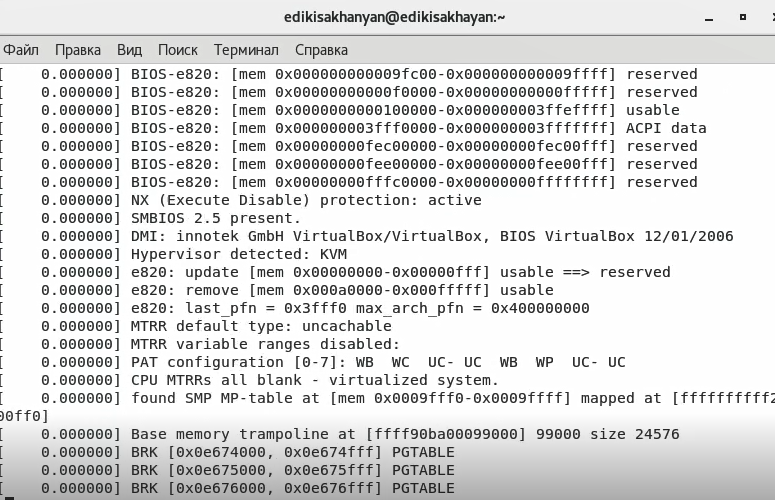 edikisakhanyan@edikisakhayan:~
Файл Правка Вид Поиск Терминал Справка
[ 0.000000] BIOS-e820: [mem 0x000000000009fc00-0x000000000009ffff] reserved
[ 0.000000] BIOS-e820: [mem 0x00000000000f0000-0x00000000000fffff] reserved
[ 0.000000] BIOS-e820: [mem 0x0000000000100000-0x000000003ffeffff] usable
[ 0.000000] BIOS-e820: [mem 0x000000003fff0000-0x000000003fffffff] ACPI data
[ 0.000000] BIOS-e820: [mem 0x00000000fec00000-0x00000000fec00fff] reserved
[ 0.000000] BIOS-e820: [mem 0x00000000fee00000-0x00000000fee00fff] reserved
[ 0.000000] BIOS-e820: [mem 0x00000000fffc0000-0x00000000ffffffff] reserved
[ 0.000000] NX (Execute Disable) protection: active
[ 0.000000] SMBIOS 2.5 present.
[ 0.000000] DMI: innotek GmbH VirtualBox/VirtualBox, BIOS VirtualBox 12/01/2006
[ 0.000000] Hypervisor detected: KVM
[ 0.000000] e820: update [mem 0x00000000-0x00000fff] usable ==> reserved
[ 0.000000] e820: remove [mem 0x000a0000-0x000fffff] usable
[ 0.000000] e820: last_pfn = 0x3fff0 max_arch_pfn = 0x400000000
[ 0.000000] MTRR default type: uncachable
[ 0.000000] MTRR variable ranges disabled:
[ 0.000000] PAT configuration [0-7]: WB WC UC- UC WB WP UC- UC
[ 0.000000] CPU MTRRs all blank - virtualized system.
[ 0.000000] found SMP MP-table at [mem 0x0009fff0-0x0009ffff] mapped at [ffffffffff2
00ff0]
[ 0.000000] Base memory trampoline at [ffff90ba00099000] 99000 size 24576
[ 0.000000] BRK [0x0e674000, 0x0e674fff] PGTABLE
[ 0.000000] BRK [0x0e675000, 0x0e675fff] PGTABLE
[ 0.000000] BRK [0x0e676000, 0x0e676fff] PGTABLE